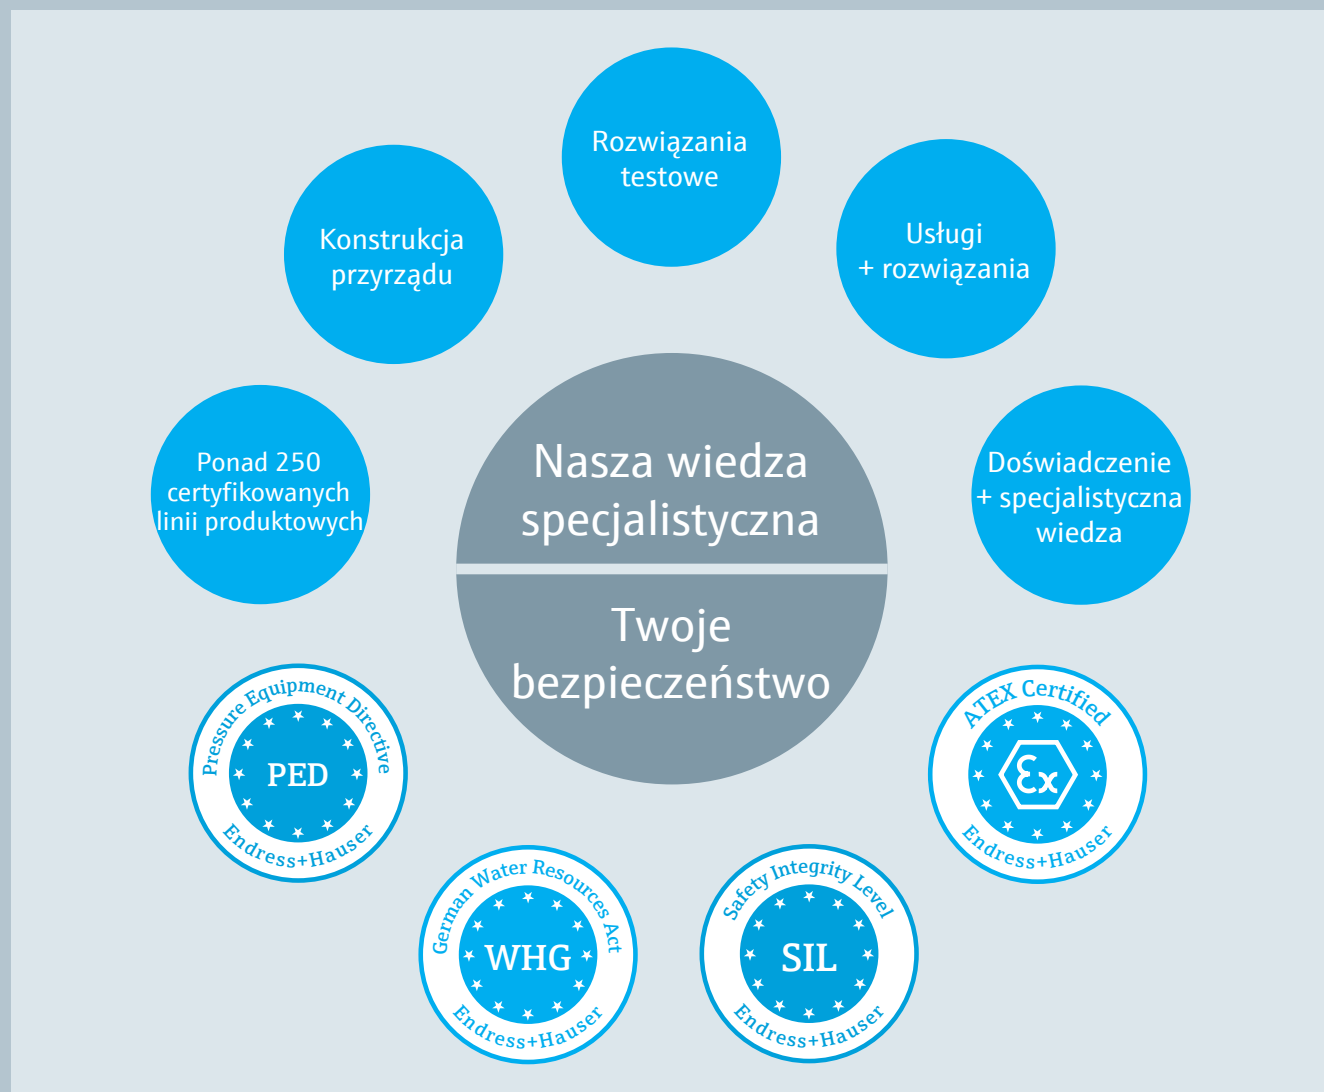 Rozwiązania
testowe
Konstrukcja
przyrządu
Usługi
+ rozwiązania
Ponad 250
certyfikowanych
linii produktowych
Nasza wiedza
specjalistyczna
Twoje
bezpieczeństwo
Doświadczenie
+ specjalistyczna
wiedza
Pressure Equipment Directive
PED
Endress+Hauser
ATEX Certified
Ex
Endress+Hauser
German Water Resources Act
WHG
Endress+Hauser
Safety Integrity Level
SIL
Endress+Hauser